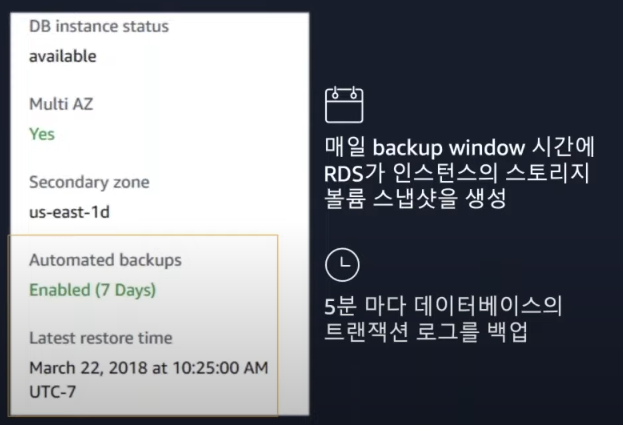 DB instance status
available
Multi AZ
Yes
Secondary zone
us-east-1d
Automated backups
Enabled (7 Days)
Latest restore time
March 22, 2018 at 10:25:00 AM
UTC-7
매일 backup window 시간에
RDS가 인스턴스의 스토리지
볼륨 스냅샷을 생성
5분 마다 데이터베이스의
트랜잭션 로그를 백업